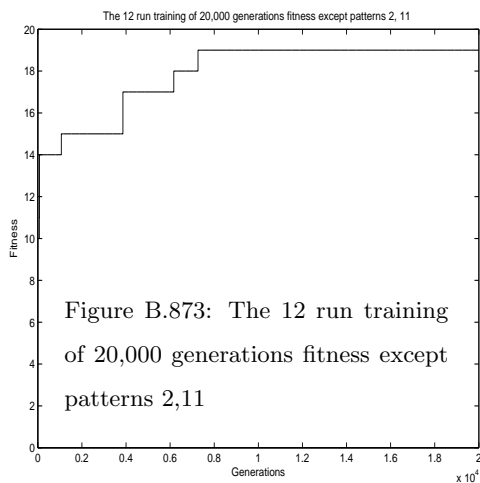 The 12 run training of 20,000 generations fitness except patterns 2, 11
20
18
16
14
12
10
8
6
4
2
0
Fitness
Figure B.873: The 12 run training
of 20,000 generations fitness except
patterns 2,11
0 0.2 0.4 0.6 0.8 1 1.2 1.4 1.6 1.8 2
Generations
x 10^4